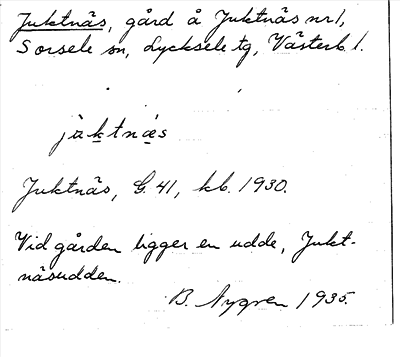 Juktnäs, gård å Juktnäs nr 1,
Sorsele sn, Lycksele tg, Västerb. l.
jaktnæs
Juktnäs, G. 41, kb. 1930.
Vid gården ligger en udde, Jukt-
näsudden.
B. Nygren 1935.